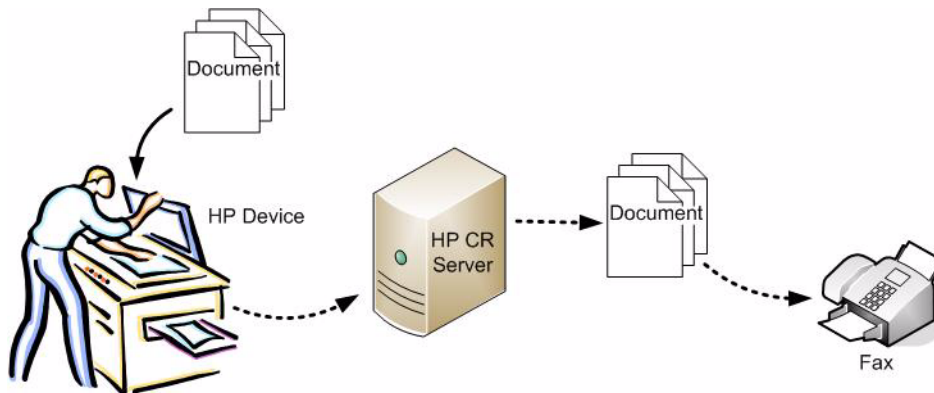 Document
HP Device
HP CR
Server
Document
Fax